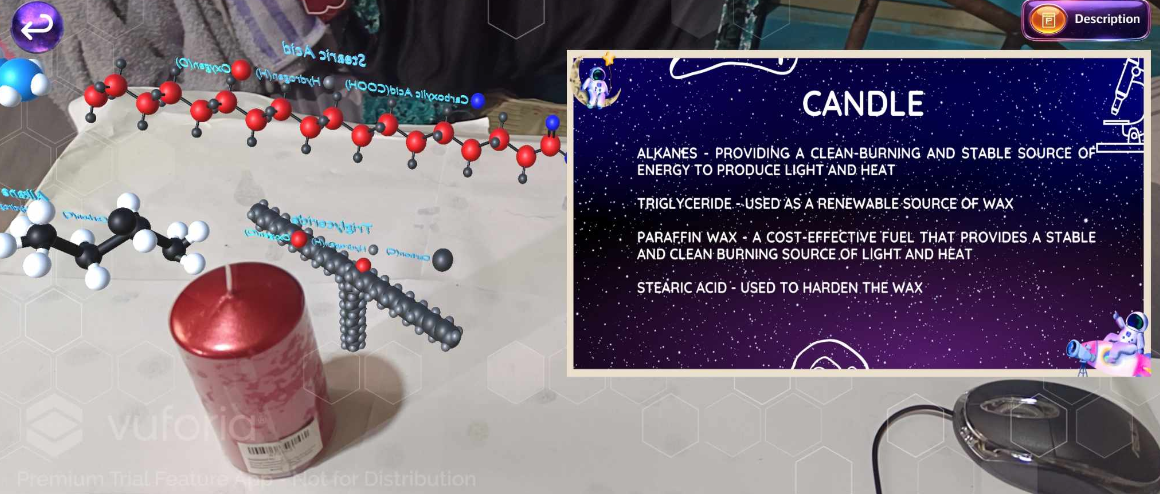 Description
Stearic Acid
Oxygen(O)
Hydrogen(H)
Carboxylic Acid(COOH)
CANDLE
ALKANES - PROVIDING A CLEAN-BURNING AND STABLE SOURCE OF
ENERGY TO PRODUCE LIGHT AND HEAT
TRIGLYCERIDE - USED AS A RENEWABLE SOURCE OF WAX
PARAFFIN WAX - A COST-EFFECTIVE FUEL THAT PROVIDES A STABLE
AND CLEAN BURNING SOURCE OF LIGHT AND HEAT
STEARIC ACID - USED TO HARDEN THE WAX
Triglyceride
vuforia
Premium Trial Feature App - Not for Distribution